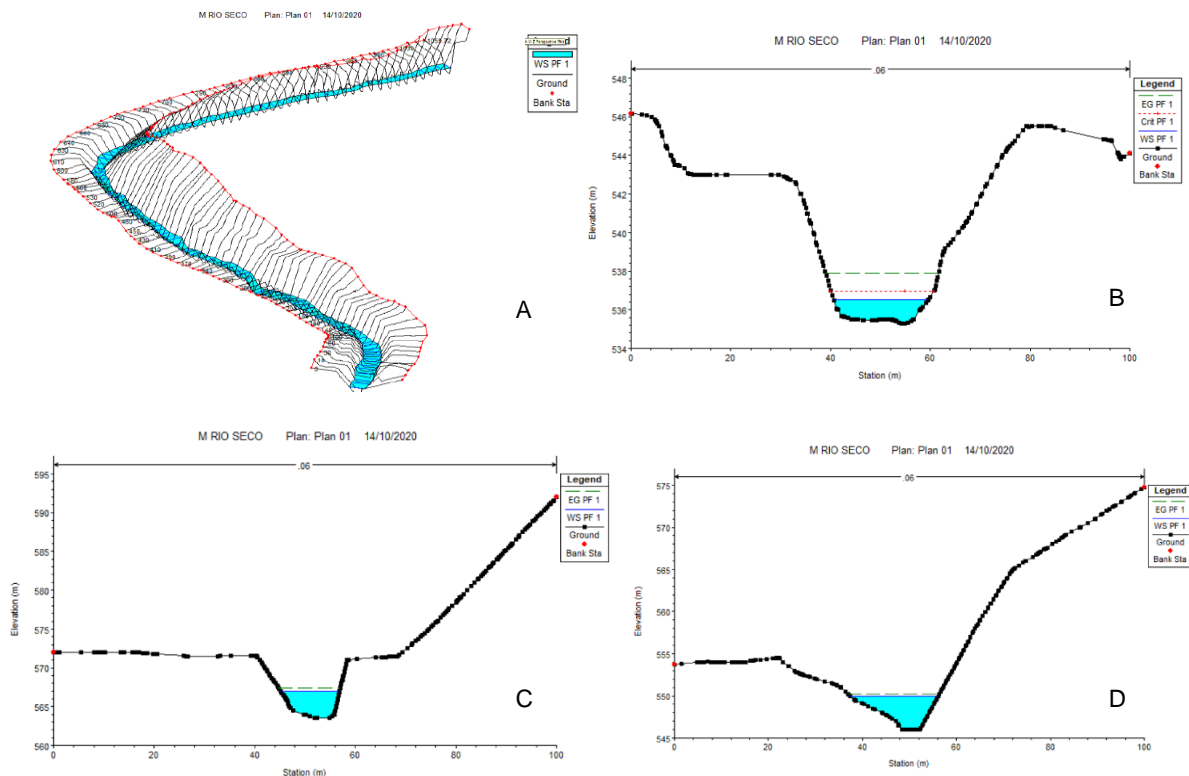 M RIO SECO Plan: Plan 01 14/10/2020
WS PF 1
Ground
Bank Sta
A
M RIO SECO Plan: Plan 01 14/10/2020
.06
Legend
EG PF 1
Crit PF 1
WS PF 1
Ground
Bank Sta
548
546
544
542
540
538
536
534
Elevation (m)
0 20 40 60 80 100
Station (m)
B
M RIO SECO Plan: Plan 01 14/10/2020
.06
Legend
EG PF 1
WS PF 1
Ground
Bank Sta
595
590
585
580
575
570
565
560
Elevation (m)
0 20 40 60 80 100
Station (m)
C
M RIO SECO Plan: Plan 01 14/10/2020
.06
Legend
EG PF 1
WS PF 1
Ground
Bank Sta
575
570
565
560
555
550
545
Elevation (m)
0 20 40 60 80 100
Station (m)
D